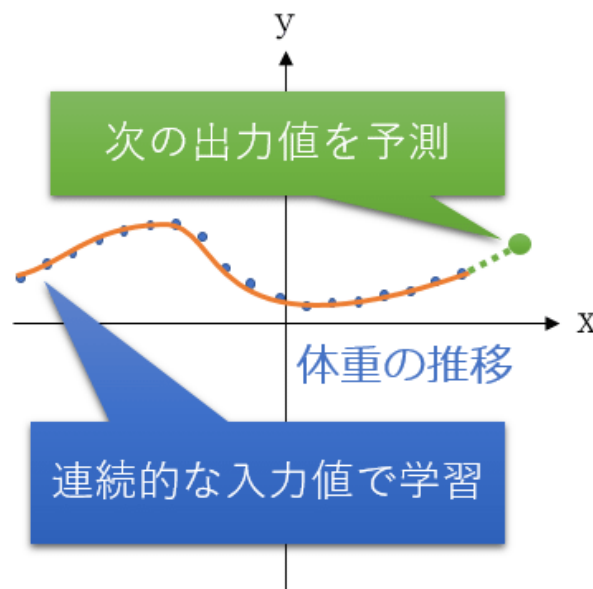 y
次の出力値を予測
x
体重の推移
連続的な入力値で学習